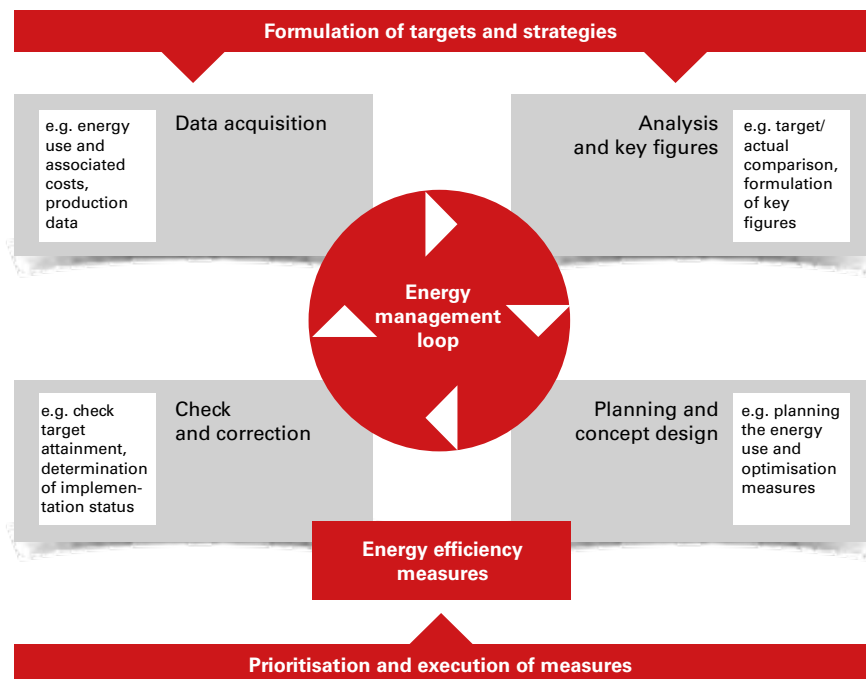 Formulation of targets and strategies
e.g. energy
use and
associated
costs,
production
data
Data acquisition
Analysis
and key figures
e.g. target/
actual
comparison,
formulation
of key
figures
Energy
management
loop
e.g. check
target
attainment,
determination
of implemen-
tation status
Check
and correction
Planning and
concept design
e.g. planning
the energy
use and
optimisation
measures
Energy efficiency
measures
Prioritisation and execution of measures